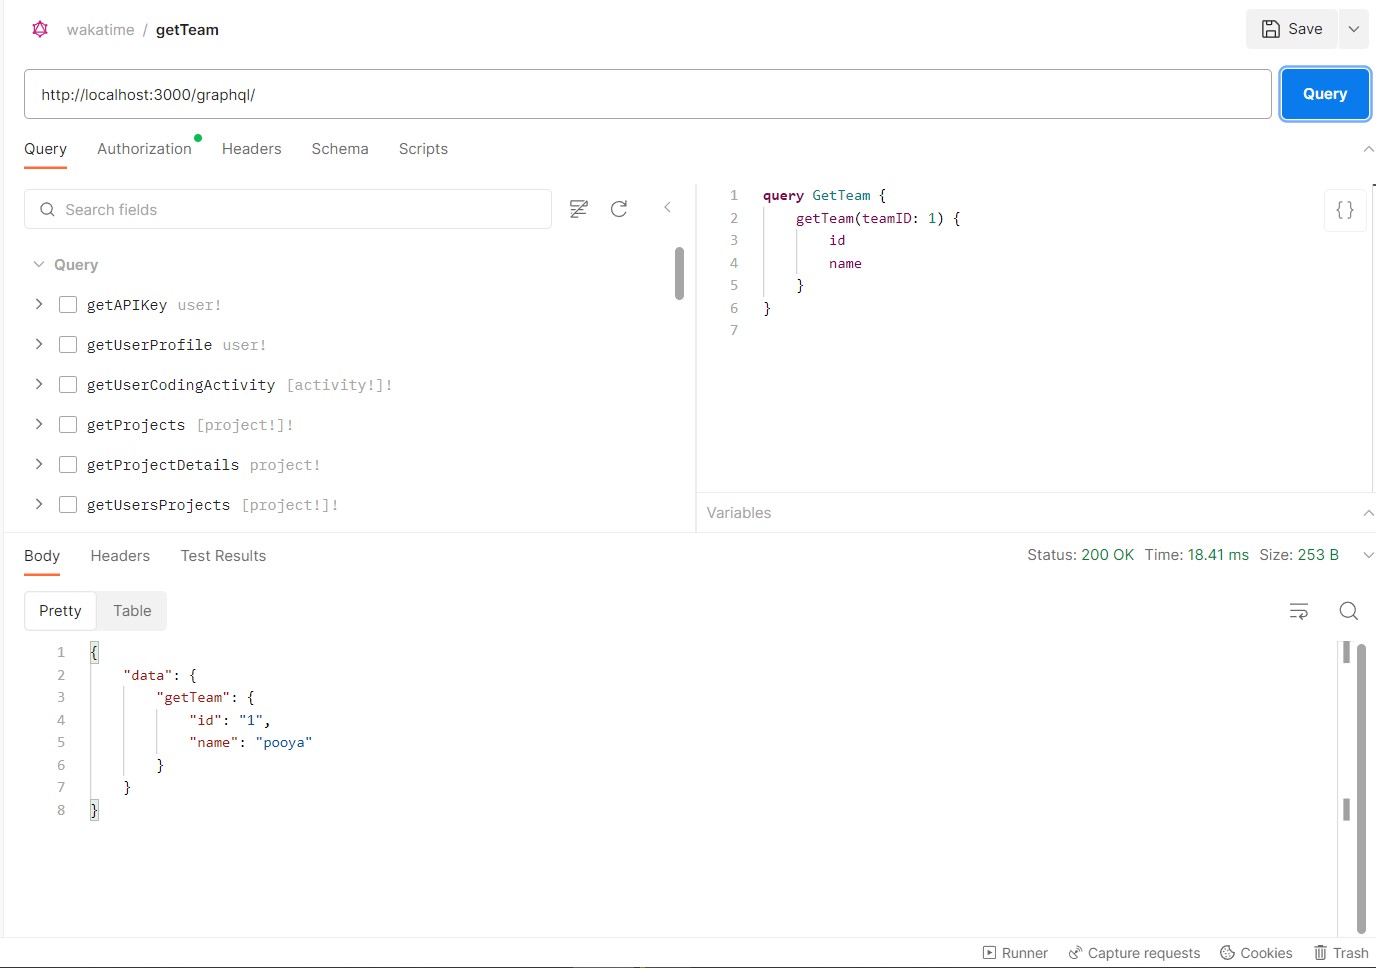 wakatime / getTeam
Save
http://localhost:3000/graphql/
Query
Query Authorization Headers Schema Scripts
Search fields
Query
getAPIKey user!
getUserProfile user!
getUserCodingActivity [activity!]!
getProjects [project!]!
getProjectDetails project!
getUsersProjects [project!]!
1 query GetTeam {
2 getTeam(teamID: 1) {
3 id
4 name
5 }
6 }
7
{}
Variables
Body Headers Test Results
Status: 200 OK Time: 18.41 ms Size: 253 B
Pretty Table
1 {
2 "data": {
3 "getTeam": {
4 "id": "1",
5 "name": "pooya"
6 }
7 }
8 }
Runner Capture requests Cookies Trash